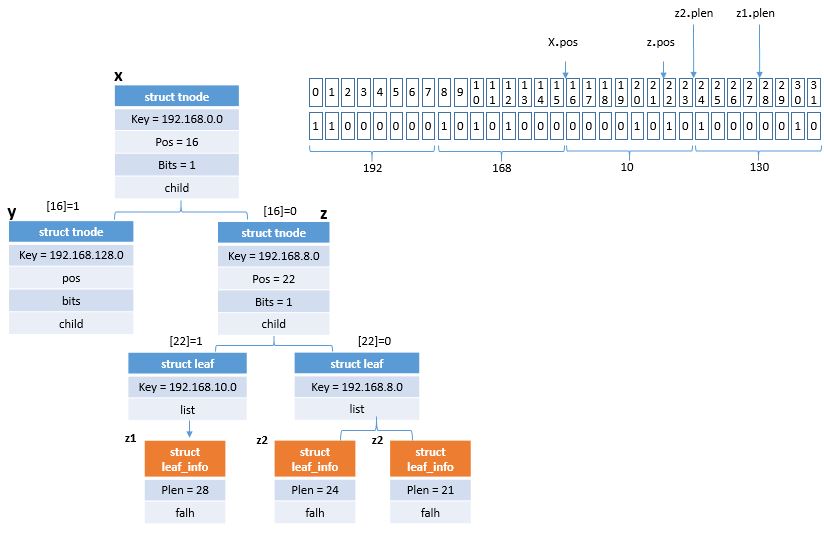 z2.plen z1.plen
X.pos z.pos
0 1 2 3 4 5 6 7 8 9 10 11 12 13 14 15 16 17 18 19 20 21 22 23 24 25 26 27 28 29 30 31
1 1 0 0 0 0 0 0 1 0 1 0 1 0 0 0 0 0 0 0 1 0 1 0 1 0 0 0 0 0 1 0
192 168 10 130
x
struct tnode
Key = 192.168.0.0
Pos = 16
Bits = 1
child
[16]=1 [16]=0
y
struct tnode
Key = 192.168.128.0
pos
bits
child
z
struct tnode
Key = 192.168.8.0
Pos = 22
Bits = 1
child
[22]=1 [22]=0
struct leaf
Key = 192.168.10.0
list
struct leaf
Key = 192.168.8.0
list
z1
struct
leaf_info
Plen = 28
falh
z2
struct
leaf_info
Plen = 24
falh
z2
struct
leaf_info
Plen = 21
falh